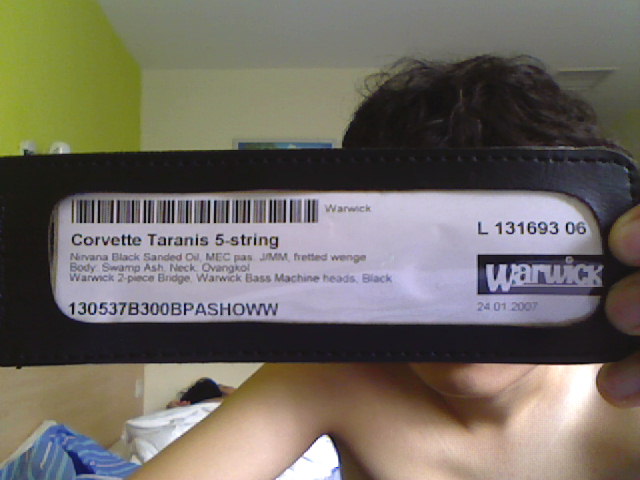 Warwick
L 131693 06
Corvette Taranis 5-string
Nirvana Black Sanded Oil, MEC pas. J/MM, fretted wenge
Body: Swamp Ash, Neck: Ovangkol
Warwick 2-piece Bridge, Warwick Bass Machine heads, Black
Warwick
130537B300BPASHOWW
24.01.2007